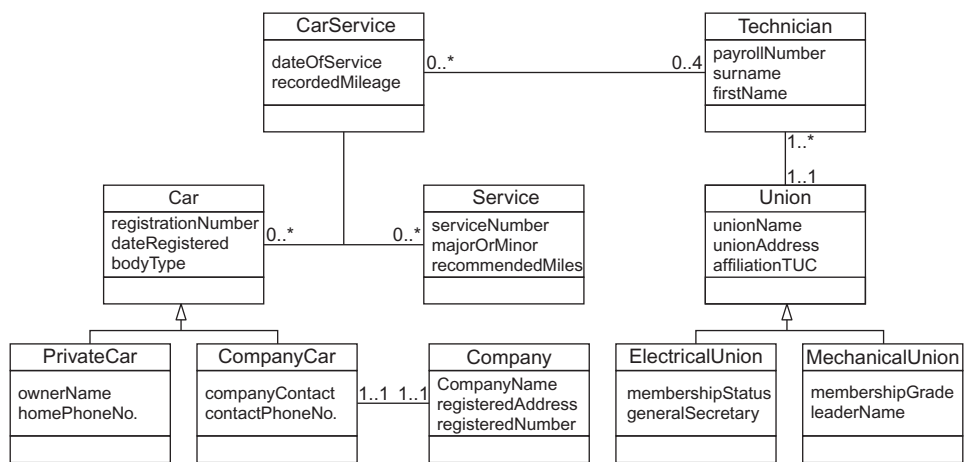 CarService
dateOfService
recordedMileage
0..*
0..4
Technician
payrollNumber
surname
firstName
1..*
1..1
Car
registrationNumber
dateRegistered
bodyType
0..*
0..*
Service
serviceNumber
majorOrMinor
recommendedMiles
Union
unionName
unionAddress
affiliationTUC
PrivateCar
ownerName
homePhoneNo.
CompanyCar
companyContact
contactPhoneNo.
1..1 1..1
Company
CompanyName
registeredAddress
registeredNumber
ElectricalUnion
membershipStatus
generalSecretary
MechanicalUnion
membershipGrade
leaderName